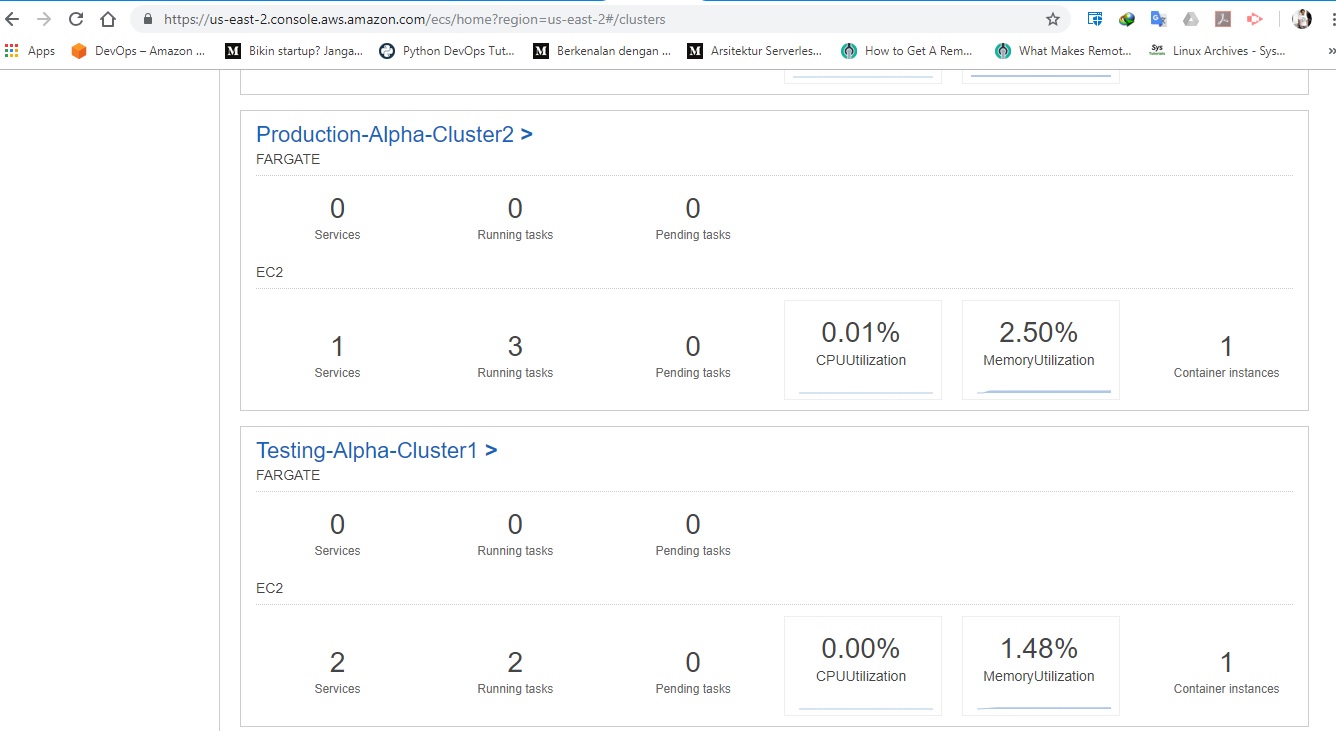 https://us-east-2.console.aws.amazon.com/ecs/home?region=us-east-2#/clusters
Apps DevOps – Amazon ... Bikin startup? Janga... Python DevOps Tut... Berkenalan dengan ... Arsitektur Serverles... How to Get A Rem... What Makes Remot... Linux Archives - Sys... »
Production-Alpha-Cluster2 >
FARGATE
0 0 0
Services Running tasks Pending tasks
EC2
1 3 0 0.01% 2.50% 1
Services Running tasks Pending tasks CPUUtilization MemoryUtilization Container instances
Testing-Alpha-Cluster1 >
FARGATE
0 0 0
Services Running tasks Pending tasks
EC2
2 2 0 0.00% 1.48% 1
Services Running tasks Pending tasks CPUUtilization MemoryUtilization Container instances